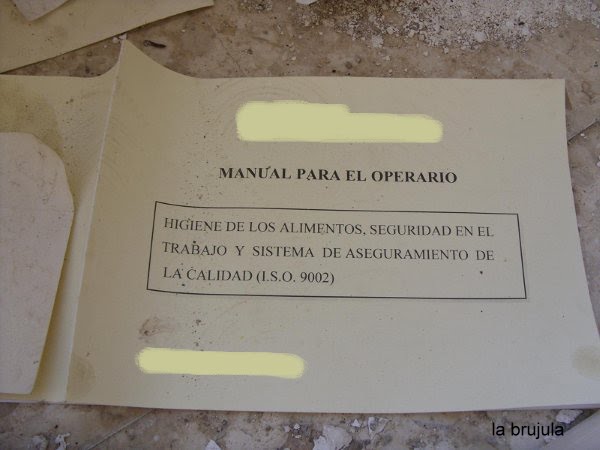 MANUAL PARA EL OPERARIO
HIGIENE DE LOS ALIMENTOS, SEGURIDAD EN EL
TRABAJO Y SISTEMA DE ASEGURAMIENTO DE
LA CALIDAD (I.S.O. 9002)
la brujula